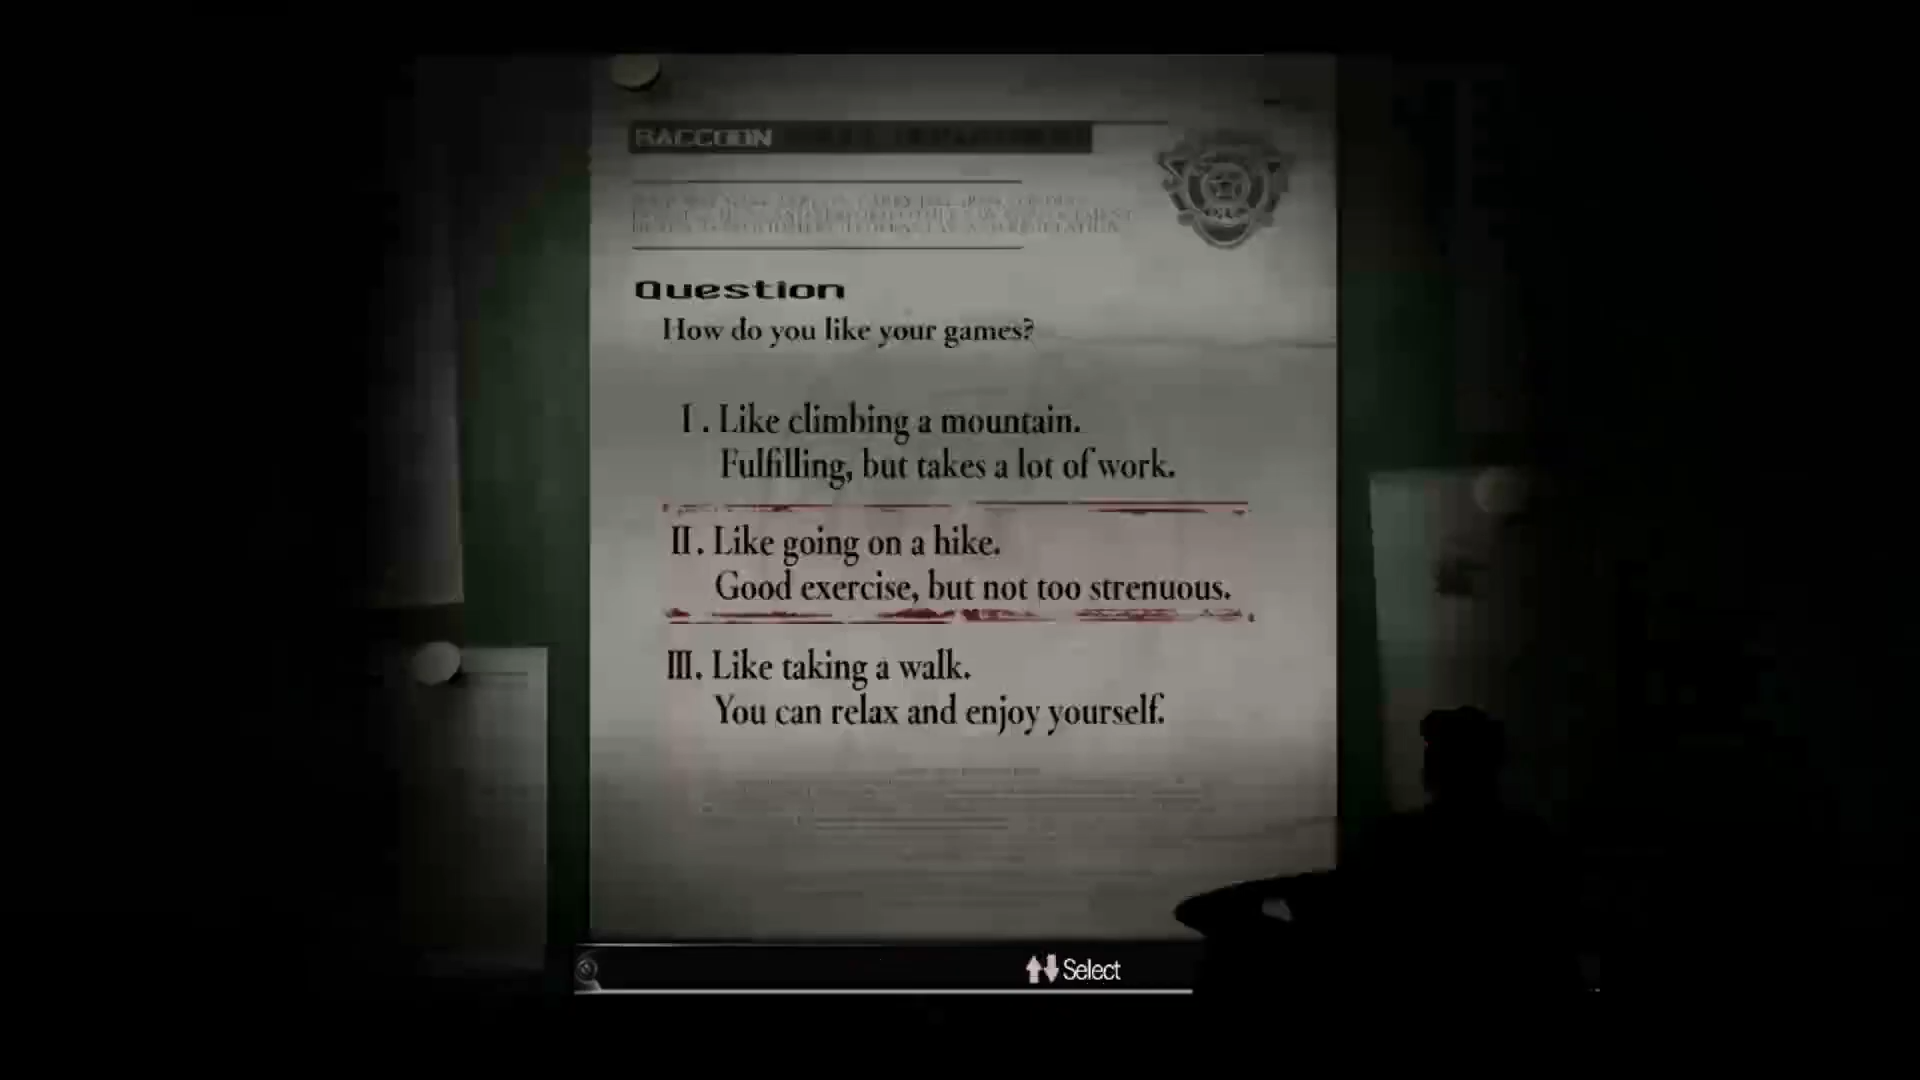 RACCOON
Question
How do you like your games?
I. Like climbing a mountain.
Fulfilling, but takes a lot of work.
II. Like going on a hike.
Good exercise, but not too strenuous.
III. Like taking a walk.
You can relax and enjoy yourself.
Select